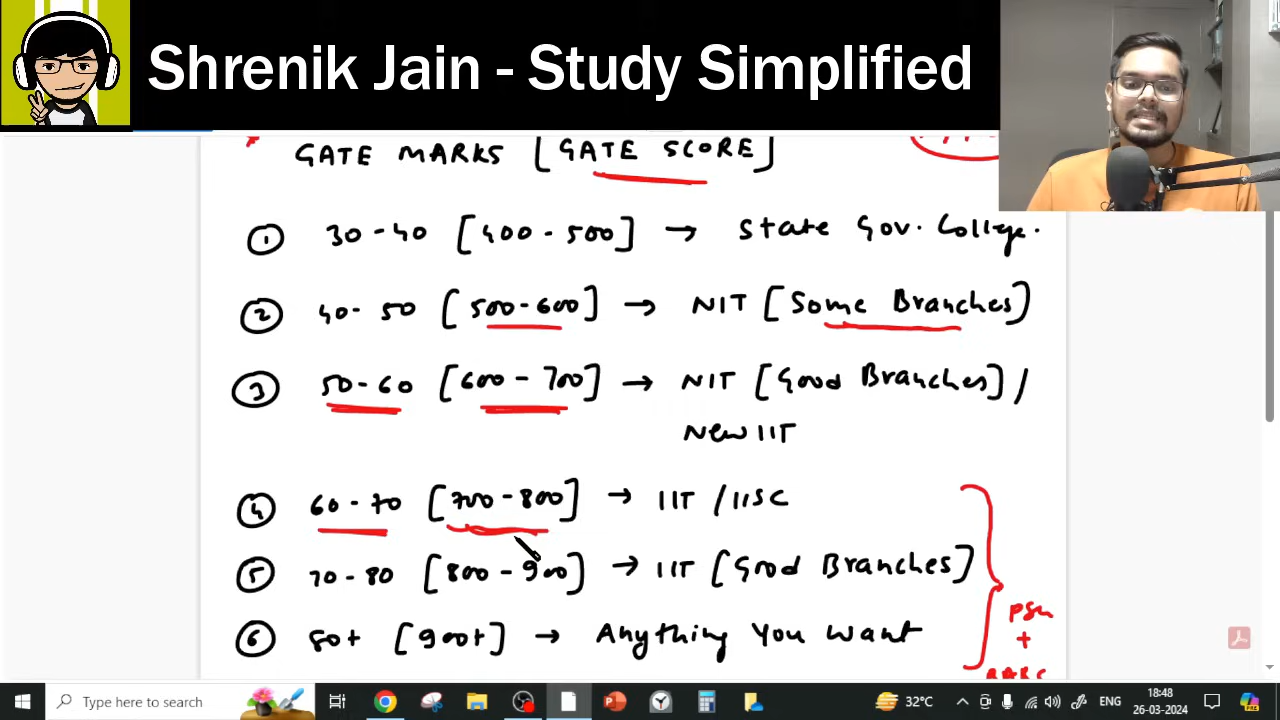 Shrenik Jain - Study Simplified
GATE MARKS [GATE SCORE]
① 30-40 [400-500] → State Gov. College.
② 40-50 [500-600] → NIT [Some Branches]
③ 50-60 [600-700] → NIT [Good Branches] /
New IIT
④ 60-70 [700-800] → IIT / IISC
⑤ 70-80 [800-900] → IIT [Good Branches]
⑥ 80+ [900+] → Anything You Want
PSU
+
BARC
Type here to search
32°C
ENG
18:48
26-03-2024